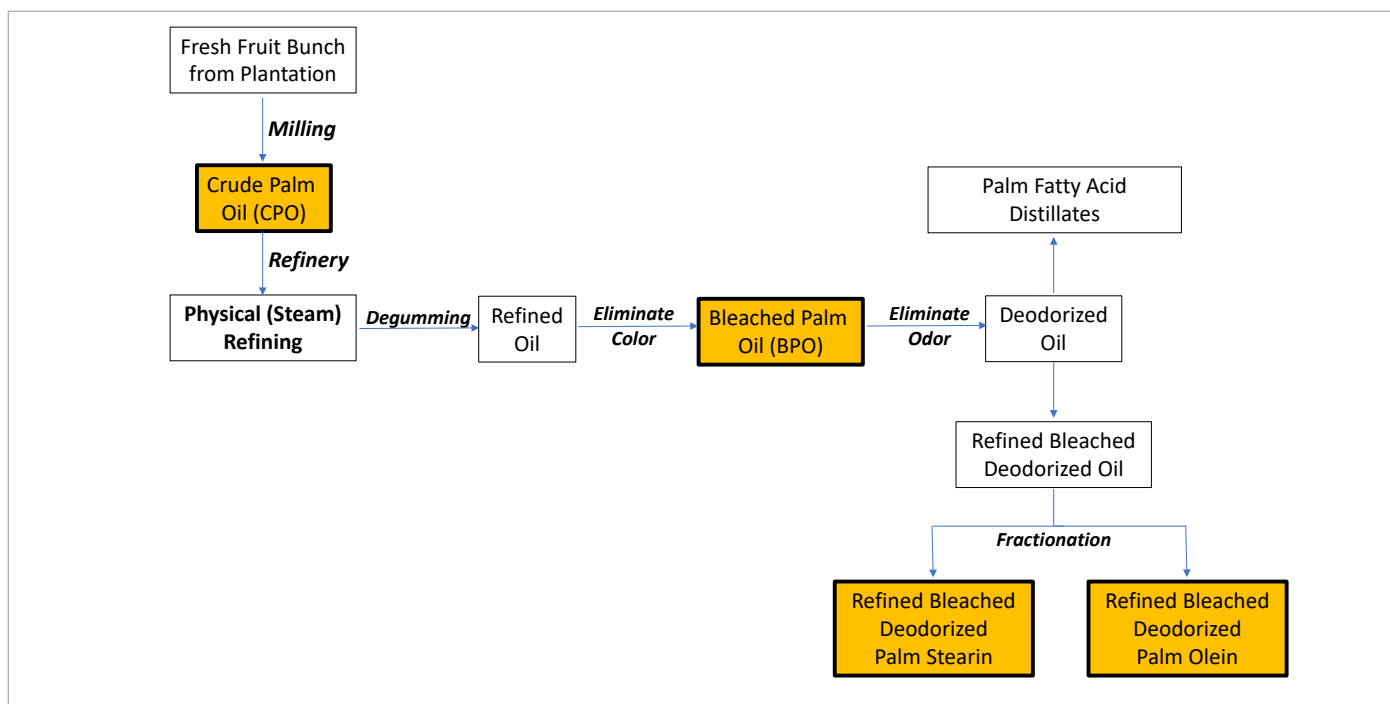 Fresh Fruit Bunch
from Plantation
Milling
Crude Palm
Oil (CPO)
Palm Fatty Acid
Distillates
Refinery
Physical (Steam)
Refining
Degumming
Refined
Oil
Eliminate
Color
Bleached Palm
Oil (BPO)
Eliminate
Odor
Deodorized
Oil
Refined Bleached
Deodorized Oil
Fractionation
Refined Bleached
Deodorized
Palm Stearin
Refined Bleached
Deodorized
Palm Olein